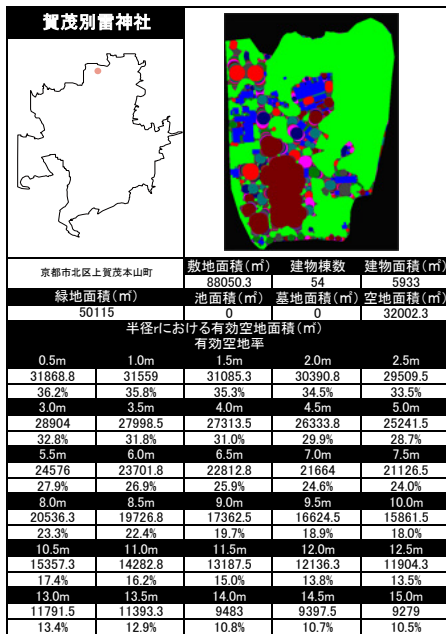 賀茂別雷神社
京都市北区上賀茂本山町
敷地面積(㎡) 建物棟数 建物面積(㎡)
88050.3 54 5933
緑地面積(㎡) 池面積(㎡) 墓地面積(㎡) 空地面積(㎡)
50115 0 0 32002.3
半径rにおける有効空地面積(㎡)
有効空地率
0.5m 1.0m 1.5m 2.0m 2.5m
31868.8 31559 31085.3 30390.8 29509.5
36.2% 35.8% 35.3% 34.5% 33.5%
3.0m 3.5m 4.0m 4.5m 5.0m
28904 27998.5 27313.5 26333.8 25241.5
32.8% 31.8% 31.0% 29.9% 28.7%
5.5m 6.0m 6.5m 7.0m 7.5m
24576 23701.8 22812.8 21664 21126.5
27.9% 26.9% 25.9% 24.6% 24.0%
8.0m 8.5m 9.0m 9.5m 10.0m
20536.3 19726.8 17362.5 16624.5 15861.5
23.3% 22.4% 19.7% 18.9% 18.0%
10.5m 11.0m 11.5m 12.0m 12.5m
15357.3 14282.8 13187.5 12136.3 11904.3
17.4% 16.2% 15.0% 13.8% 13.5%
13.0m 13.5m 14.0m 14.5m 15.0m
11791.5 11393.3 9483 9397.5 9279
13.4% 12.9% 10.8% 10.7% 10.5%